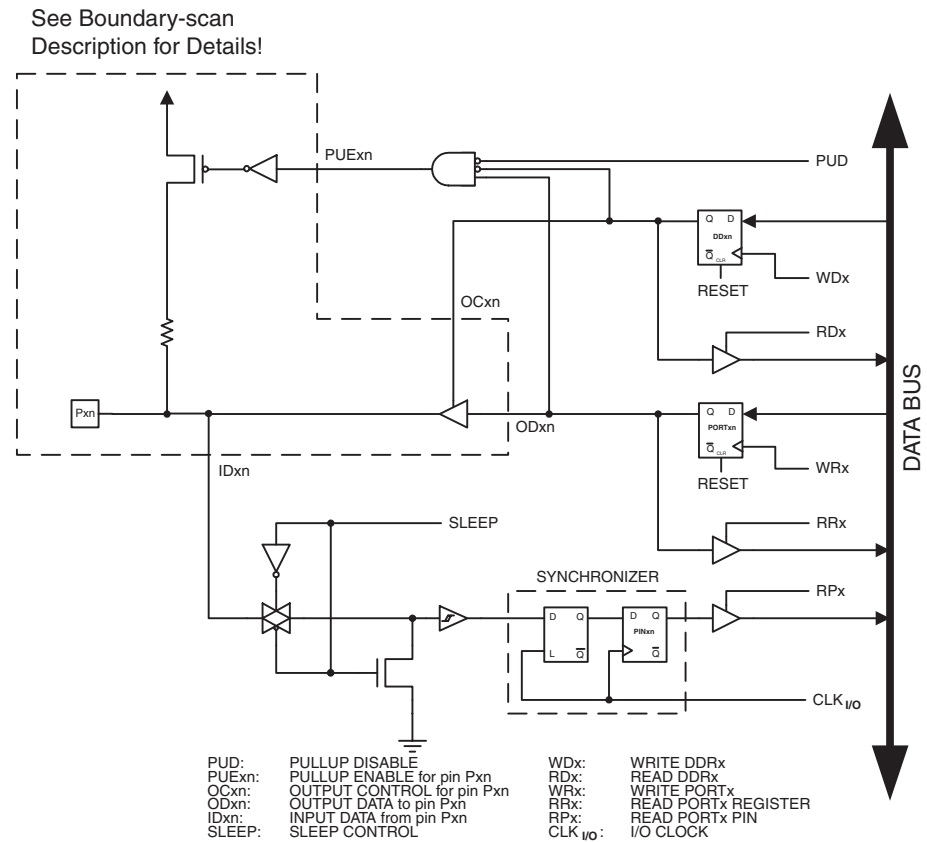 See Boundary-scan
Description for Details!
PUExn
PUD
Q D
DDxn
Q
CLR
WDx
RESET
OCxn
RDx
DATA BUS
Pxn
ODxn
Q D
PORTxn
Q
CLR
WRx
RESET
IDxn
SLEEP
RRx
SYNCHRONIZER
RPx
D Q
L Q
D Q
PINxn
Q
CLK I/O
PUD: PULLUP DISABLE
PUExn: PULLUP ENABLE for pin Pxn
OCxn: OUTPUT CONTROL for pin Pxn
ODxn: OUTPUT DATA to pin Pxn
IDxn: INPUT DATA from pin Pxn
SLEEP: SLEEP CONTROL
WDx: WRITE DDRx
RDx: READ DDRx
WRx: WRITE PORTx
RRx: READ PORTx REGISTER
RPx: READ PORTx PIN
CLK I/O: I/O CLOCK